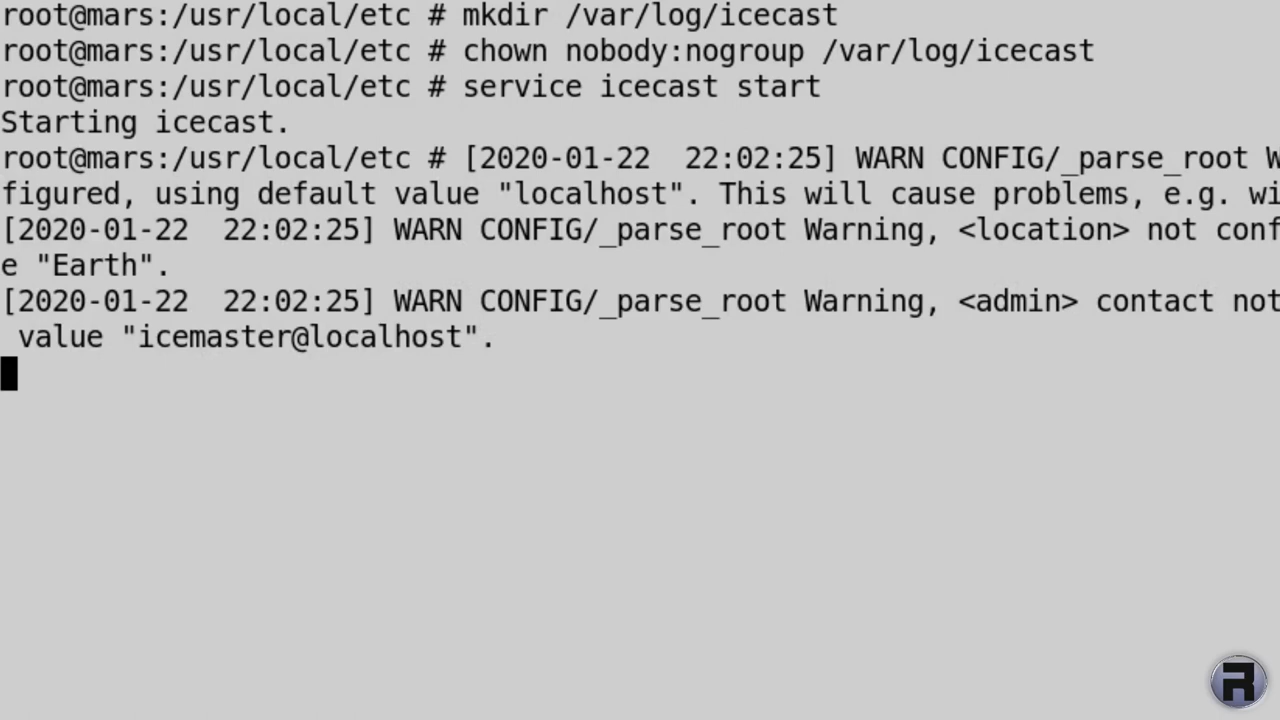 root@mars:/usr/local/etc # mkdir /var/log/icecast
root@mars:/usr/local/etc # chown nobody:nogroup /var/log/icecast
root@mars:/usr/local/etc # service icecast start
Starting icecast.
root@mars:/usr/local/etc # [2020-01-22  22:02:25] WARN CONFIG/_parse_root W
figured, using default value "localhost". This will cause problems, e.g. wi
[2020-01-22  22:02:25] WARN CONFIG/_parse_root Warning, <location> not conf
e "Earth".
[2020-01-22  22:02:25] WARN CONFIG/_parse_root Warning, <admin> contact not
 value "icemaster@localhost".
R